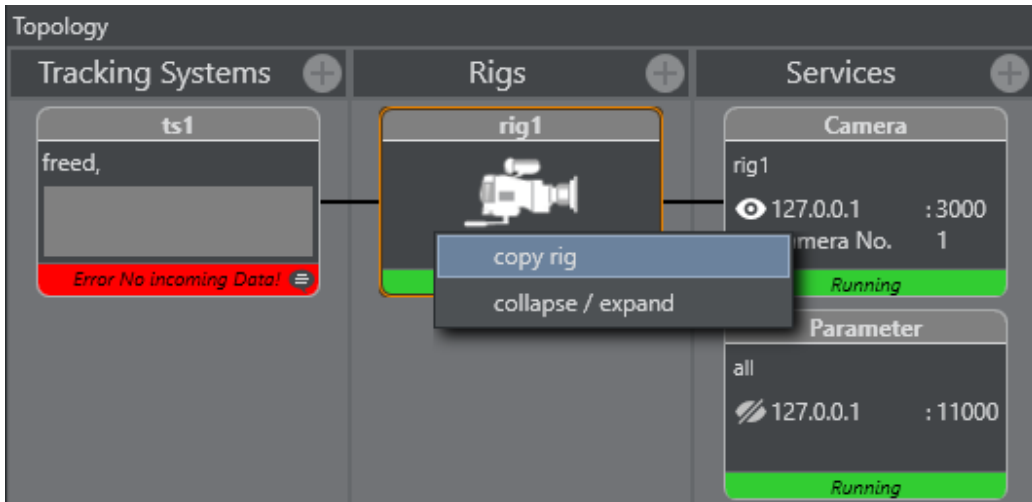 Topology
Tracking Systems
Rigs
Services
ts1
freed,
Error No incoming Data!
rig1
copy rig
collapse / expand
Camera
rig1
127.0.0.1 : 3000
mera No. 1
Running
Parameter
all
127.0.0.1 : 11000
Running